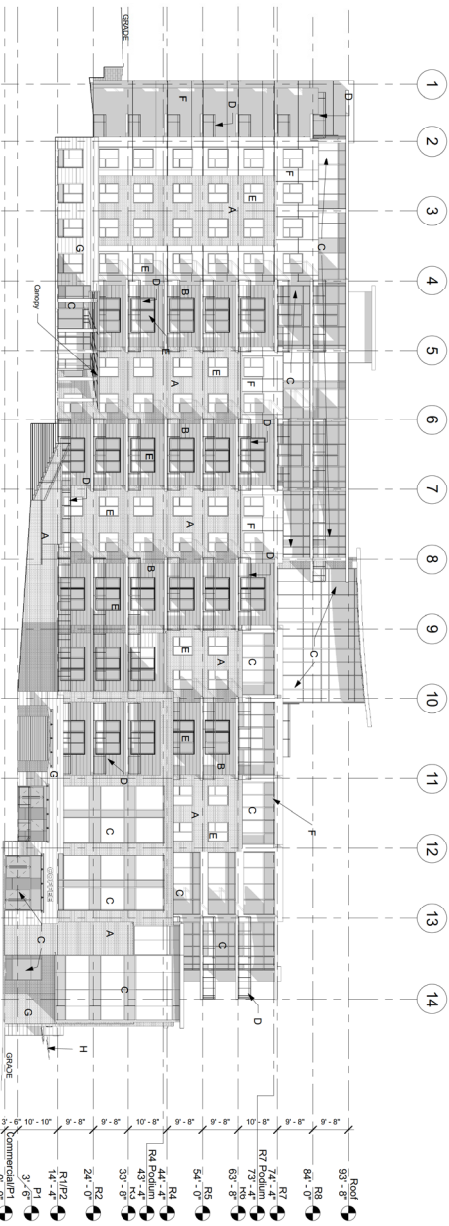 1
2
3
4
5
6
7
8
9
10
11
12
13
14
GRADE
D
F
D
F
C
E
A
G
E
D
B
E
C
Canopy
C
E
F
A
B
D
E
D
F
E
A
D
A
B
E
C
C
E
A
E
B
D
G
F
C
A
E
C
C
C
C
C
A
C
G
D
H
GRADE
9' - 8"
9' - 8"
9' - 8"
9' - 8"
9' - 8"
10' - 8"
9' - 8"
9' - 8"
10' - 10"
3' - 6"
Roof
93' - 8"
R8
84' - 0"
R7
74' - 4"
R7 Podium
73' - 4"
R6
63' - 8"
R5
54' - 0"
R4
44' - 4"
R4 Podium
43' - 4"
R3
33' - 8"
R2
24' - 0"
R1/P2
14' - 4"
P1
3' - 6"
Commercial/P1